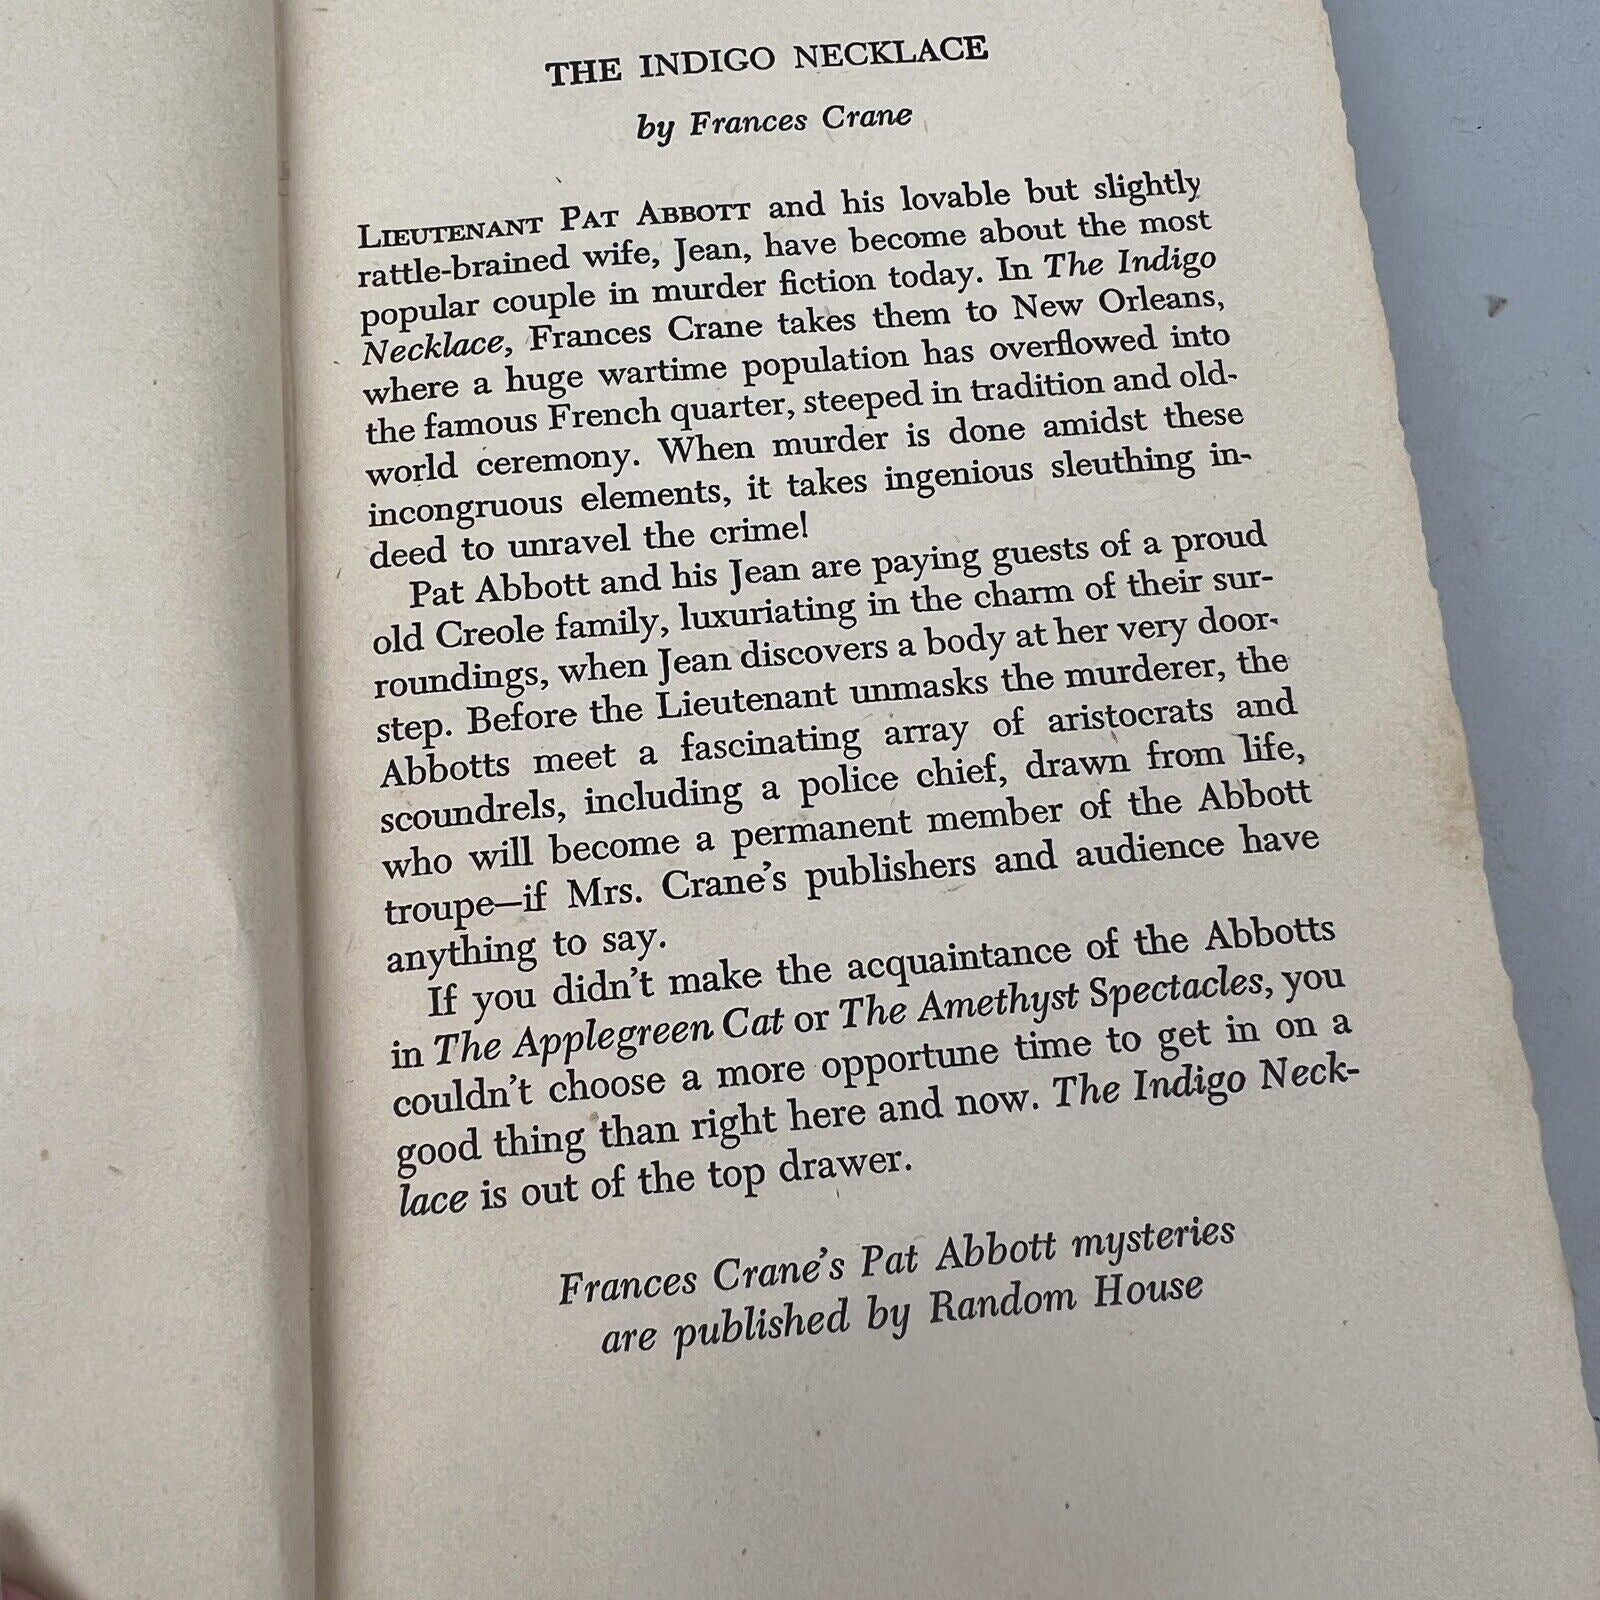 THE INDIGO NECKLACE
by Frances Crane
LIEUTENANT PAT ABBOTT and his lovable but slightly
rattle-brained wife, Jean, have become about the most
popular couple in murder fiction today. In The Indigo
Necklace, Frances Crane takes them to New Orleans,
where a huge wartime population has overflowed into
the famous French quarter, steeped in tradition and old-
world ceremony. When murder is done amidst these
incongruous elements, it takes ingenious sleuthing in-
deed to unravel the crime!
Pat Abbott and his Jean are paying guests of a proud
old Creole family, luxuriating in the charm of their sur-
roundings, when Jean discovers a body at her very door-
step. Before the Lieutenant unmasks the murderer, the
Abbotts meet a fascinating array of aristocrats and
scoundrels, including a police chief, drawn from life,
who will become a permanent member of the Abbott
troupe—if Mrs. Crane's publishers and audience have
anything to say.
If you didn't make the acquaintance of the Abbotts
in The Applegreen Cat or The Amethyst Spectacles, you
couldn't choose a more opportune time to get in on a
good thing than right here and now. The Indigo Neck-
lace is out of the top drawer.
Frances Crane's Pat Abbott mysteries
are published by Random House